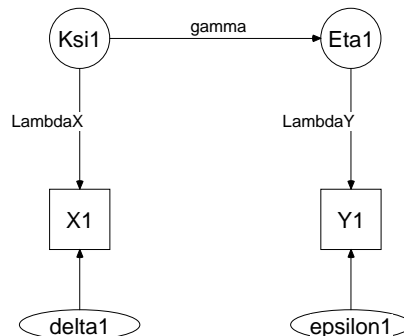 gamma
Ksi1
Eta1
LambdaX
LambdaY
X1
Y1
delta1
epsilon1